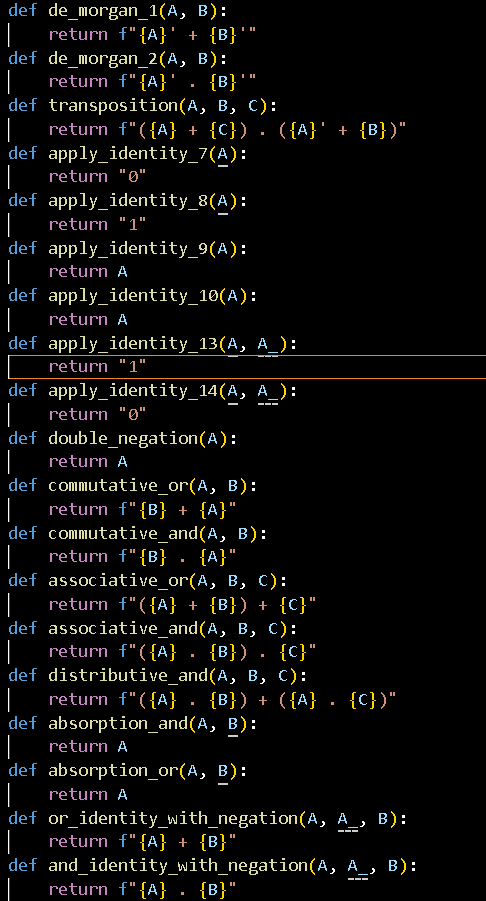 def de_morgan_1(A, B):
    return f"{A}' + {B}'"
def de_morgan_2(A, B):
    return f"{A}' . {B}'"
def transposition(A, B, C):
    return f"({A} + {C}) . ({A}' + {B})"
def apply_identity_7(A):
    return "0"
def apply_identity_8(A):
    return "1"
def apply_identity_9(A):
    return A
def apply_identity_10(A):
    return A
def apply_identity_13(A, A_):
    return "1"
def apply_identity_14(A, A_):
    return "0"
def double_negation(A):
    return A
def commutative_or(A, B):
    return f"{B} + {A}"
def commutative_and(A, B):
    return f"{B} . {A}"
def associative_or(A, B, C):
    return f"({A} + {B}) + {C}"
def associative_and(A, B, C):
    return f"({A} . {B}) . {C}"
def distributive_and(A, B, C):
    return f"({A} . {B}) + ({A} . {C})"
def absorption_and(A, B):
    return A
def absorption_or(A, B):
    return A
def or_identity_with_negation(A, A_, B):
    return f"{A} + {B}"
def and_identity_with_negation(A, A_, B):
    return f"{A} . {B}"